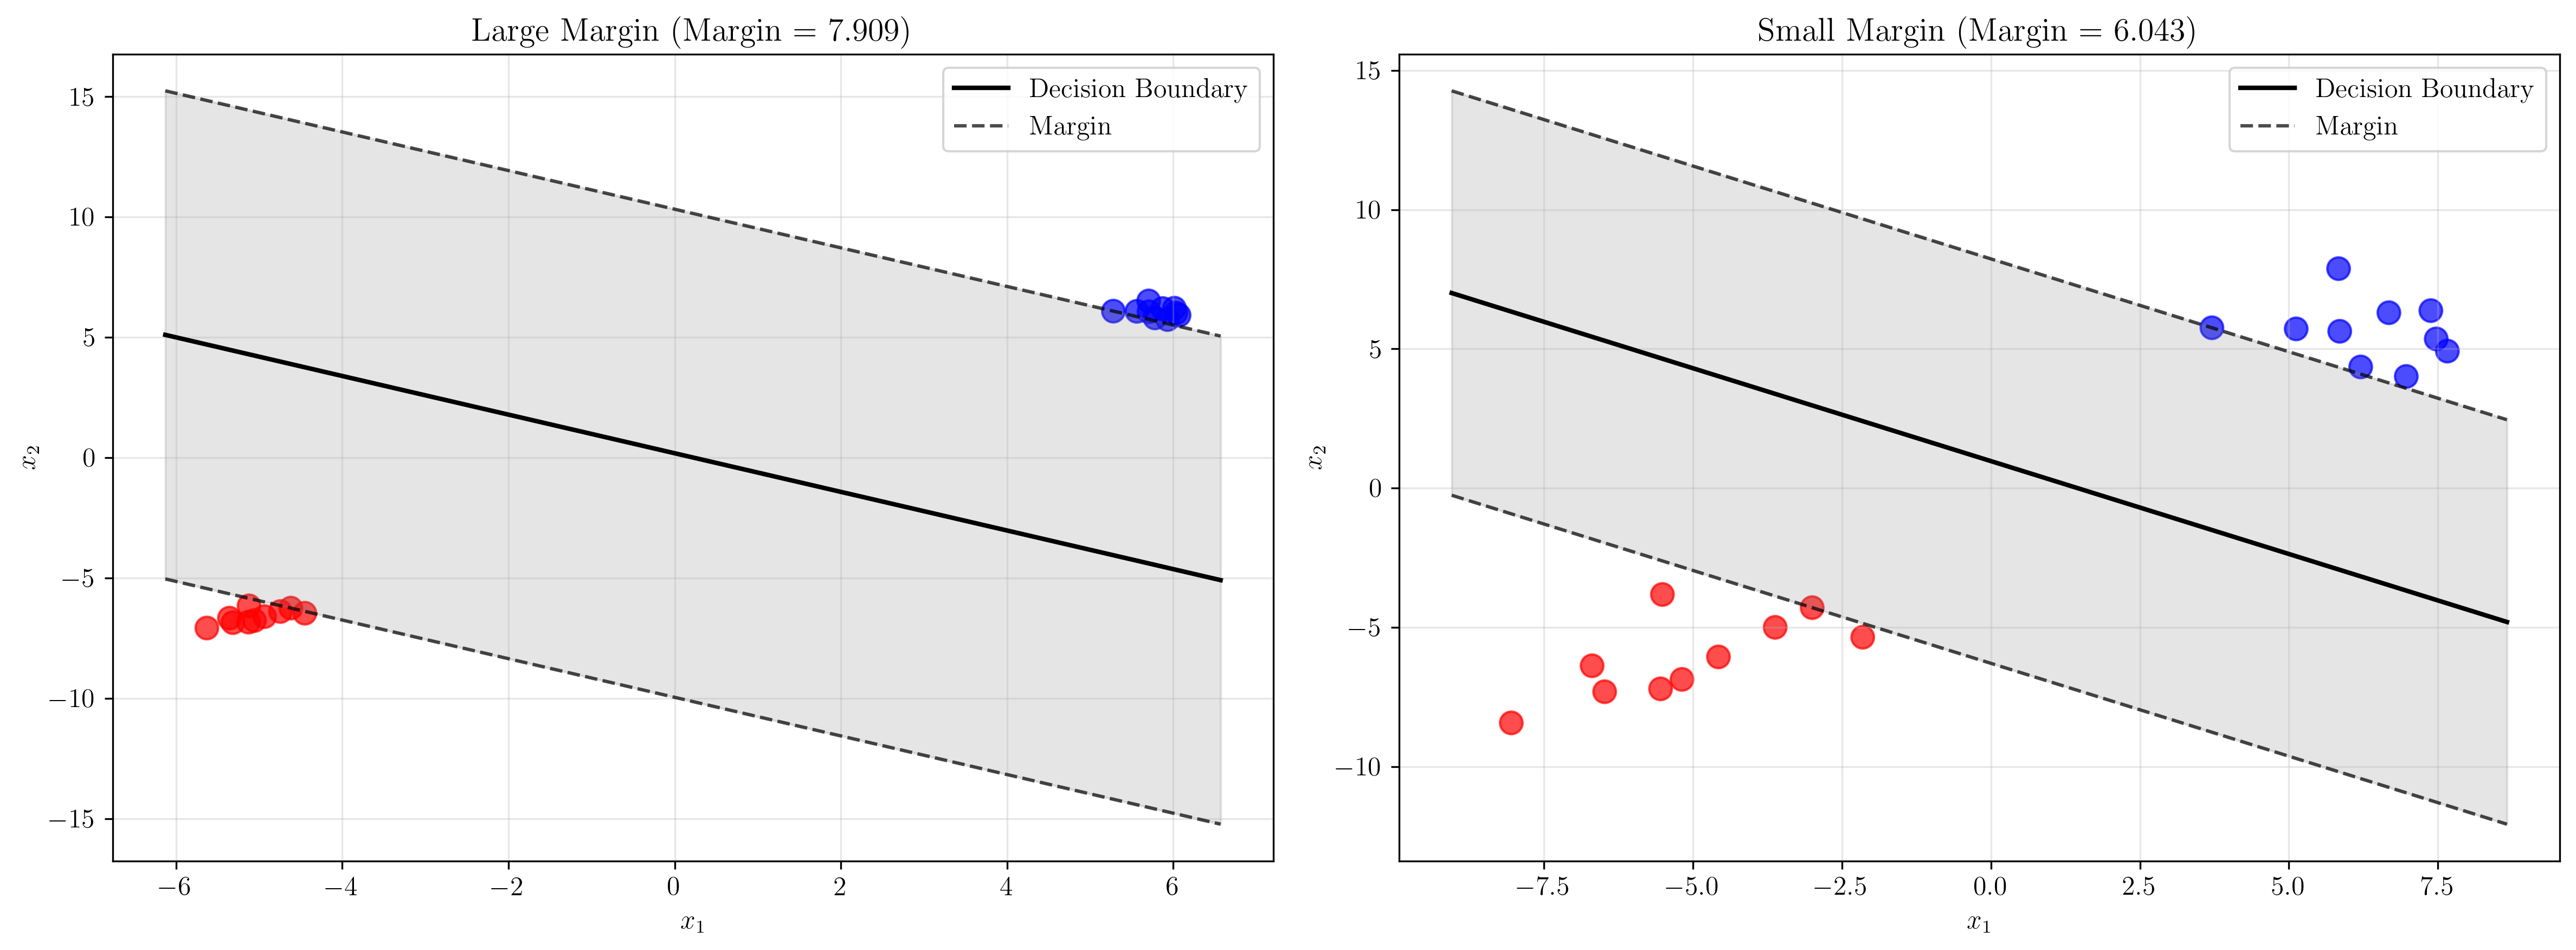 Large Margin (Margin = 7.909)
Decision Boundary
Margin
15
10
5
0
−5
−10
−15
x₂
−6
−4
−2
0
2
4
6
x₁
Small Margin (Margin = 6.043)
Decision Boundary
Margin
15
10
5
0
−5
−10
x₂
−7.5
−5.0
−2.5
0.0
2.5
5.0
7.5
x₁